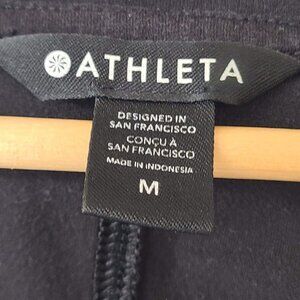 ATHLETA
DESIGNED IN
SAN FRANCISCO
CONÇU À
SAN FRANCISCO
MADE IN INDONESIA
M